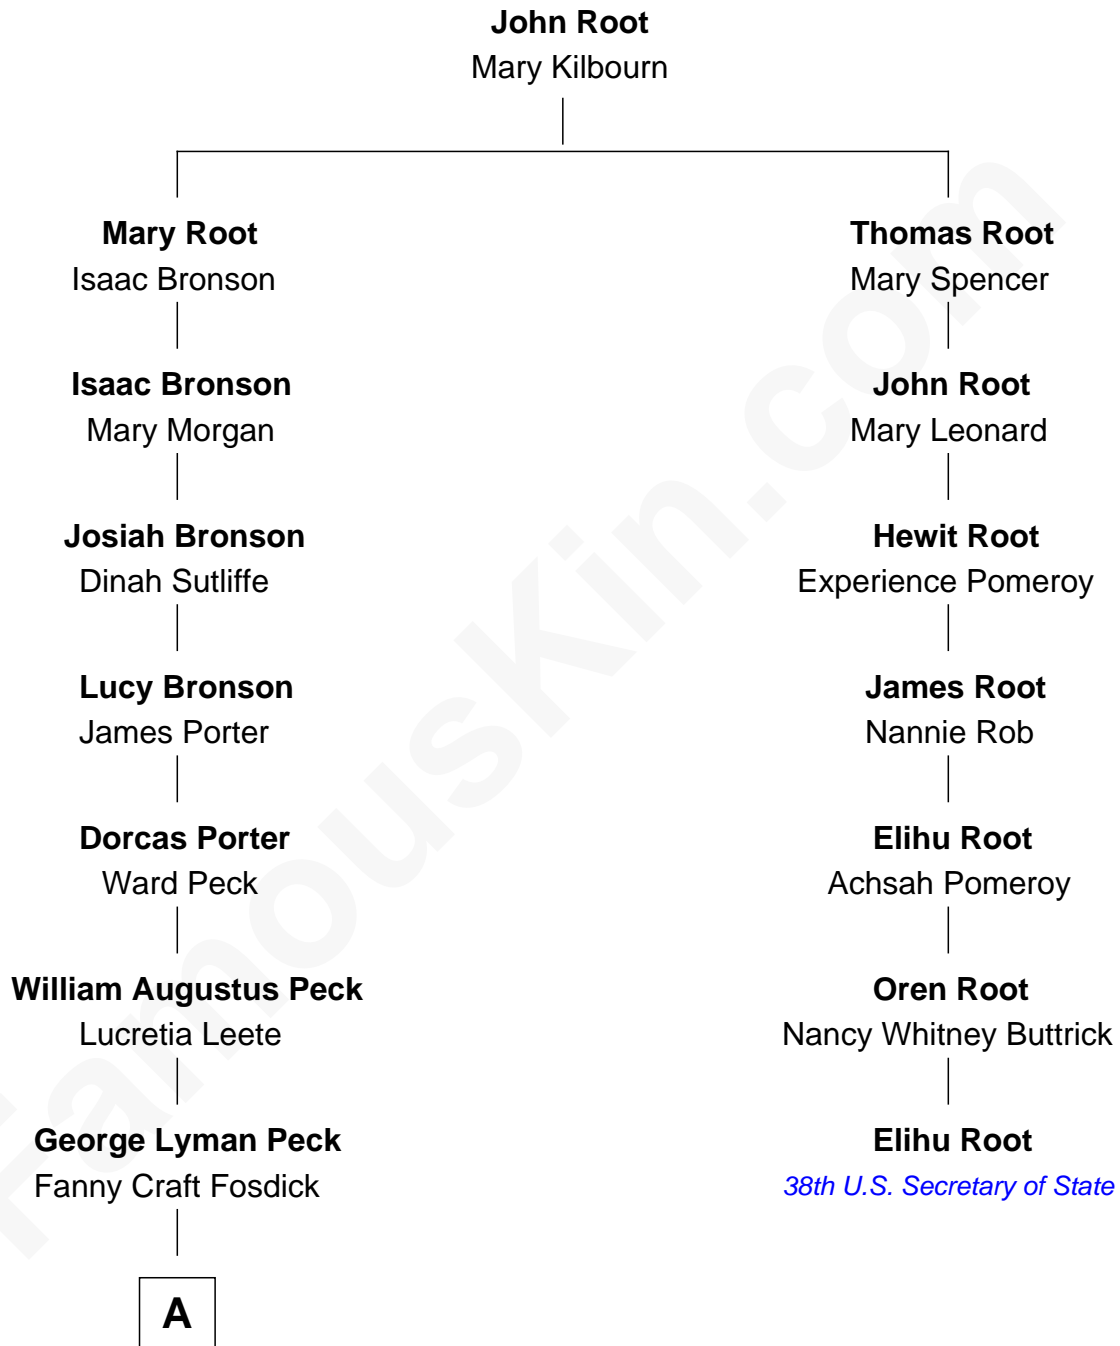 John Root
Mary Kilbourn
Mary Root
Isaac Bronson
Thomas Root
Mary Spencer
Isaac Bronson
Mary Morgan
John Root
Mary Leonard
Josiah Bronson
Dinah Sutliffe
Hewit Root
Experience Pomeroy
Lucy Bronson
James Porter
James Root
Nannie Rob
Dorcas Porter
Ward Peck
Elihu Root
Achsah Pomeroy
William Augustus Peck
Lucretia Leete
Oren Root
Nancy Whitney Buttrick
George Lyman Peck
Fanny Craft Fosdick
Elihu Root
38th U.S. Secretary of State
A
FamousKin.com